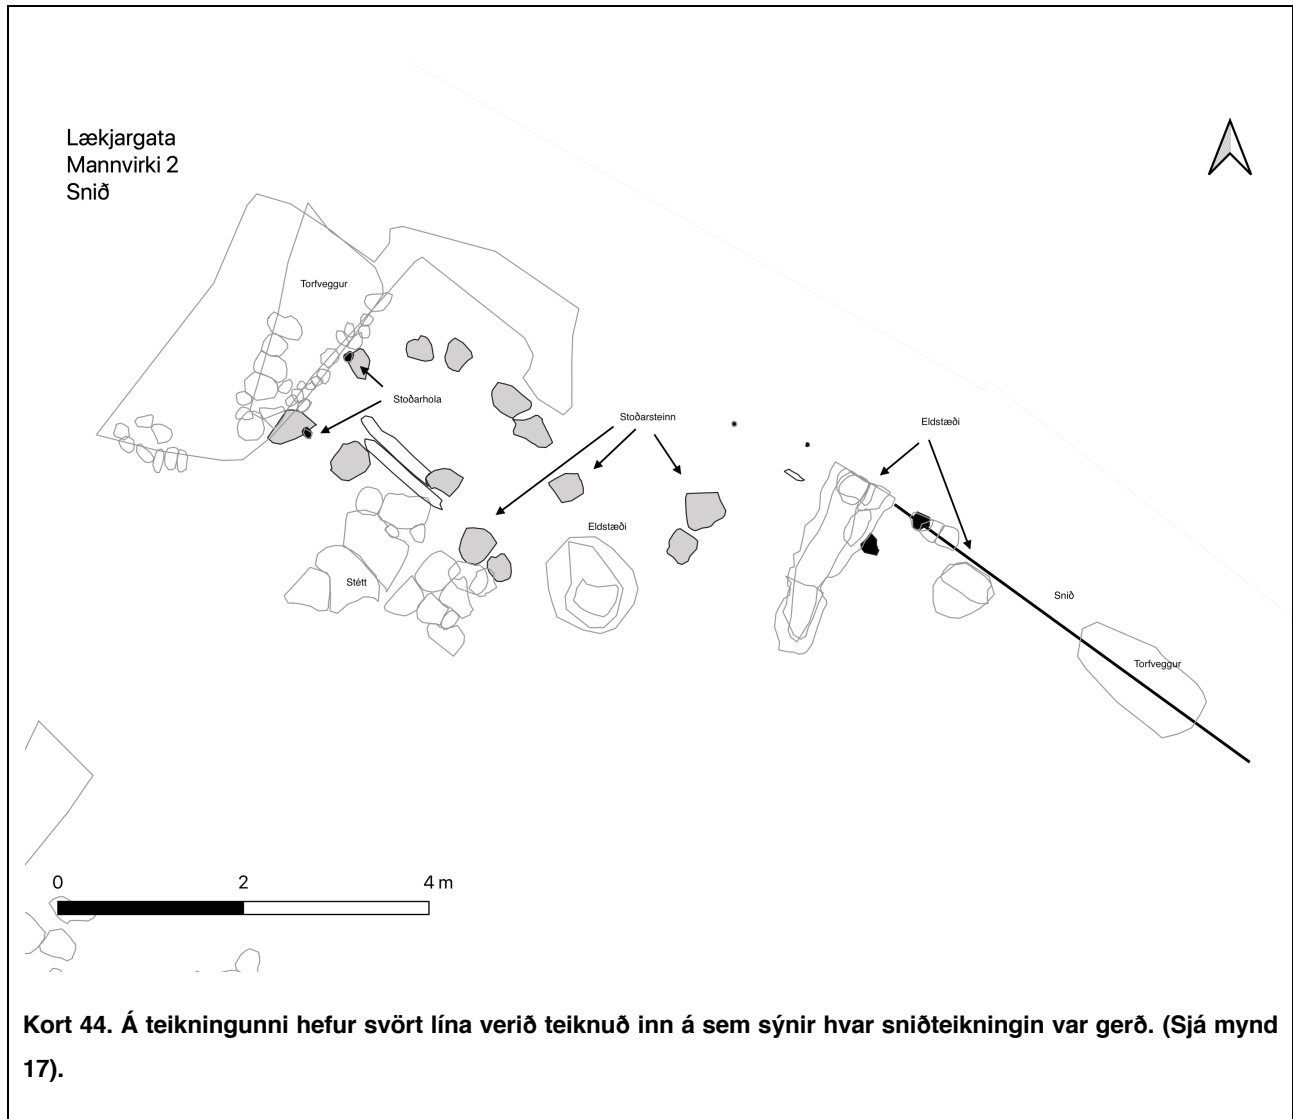 Lækjargata
Mannvirki 2
Snið
Torfveggur
Stoðarhola
Stoðarsteinn
Eldstæði
Eldstæði
Stétt
Snið
Torfveggur
0 2 4 m
Kort 44. Á teikningunni hefur svört lína verið teiknuð inn á sem sýnir hvar sniðteikningin var gerð. (Sjá mynd
17).